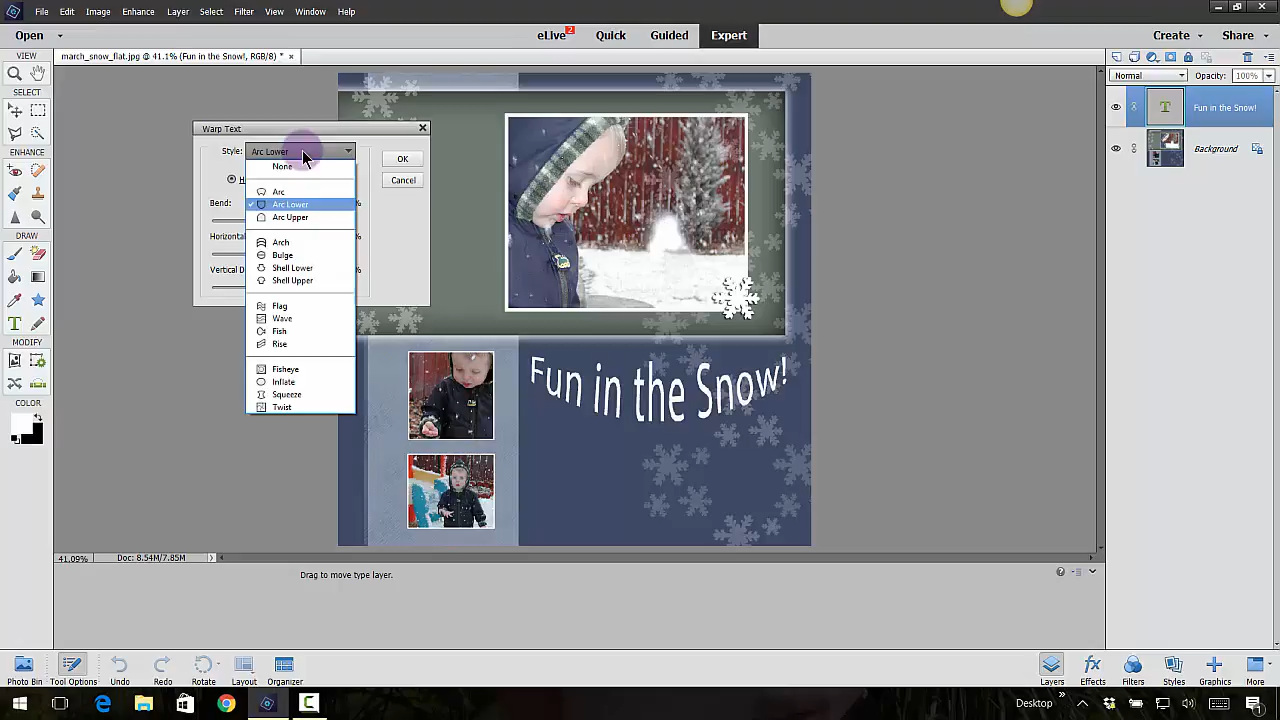 File Edit Image Enhance Layer Select Filter View Window Help
Open eLive 2 Quick Guided Expert Create Share
march_snow_flat.jpg @ 41.1% (Fun in the Snow!, RGB/8) * ×
VIEW
SELECT
ENHANCE
DRAW
MODIFY
COLOR
Normal Opacity: 100%
Fun in the Snow!
Background
Warp Text
Style: Arc Lower
OK
Cancel
Bend: %
Horizontal %
Vertical D %
None
Arc
Arc Lower
Arc Upper
Arch
Bulge
Shell Lower
Shell Upper
Flag
Wave
Fish
Rise
Fisheye
Inflate
Squeeze
Twist
Fun in the Snow!
41.09% Doc: 8.54M/7.85M
Drag to move type layer.
Photo Bin Tool Options Undo Redo Rotate Layout Organizer Layers Effects Filters Styles Graphics More
Desktop